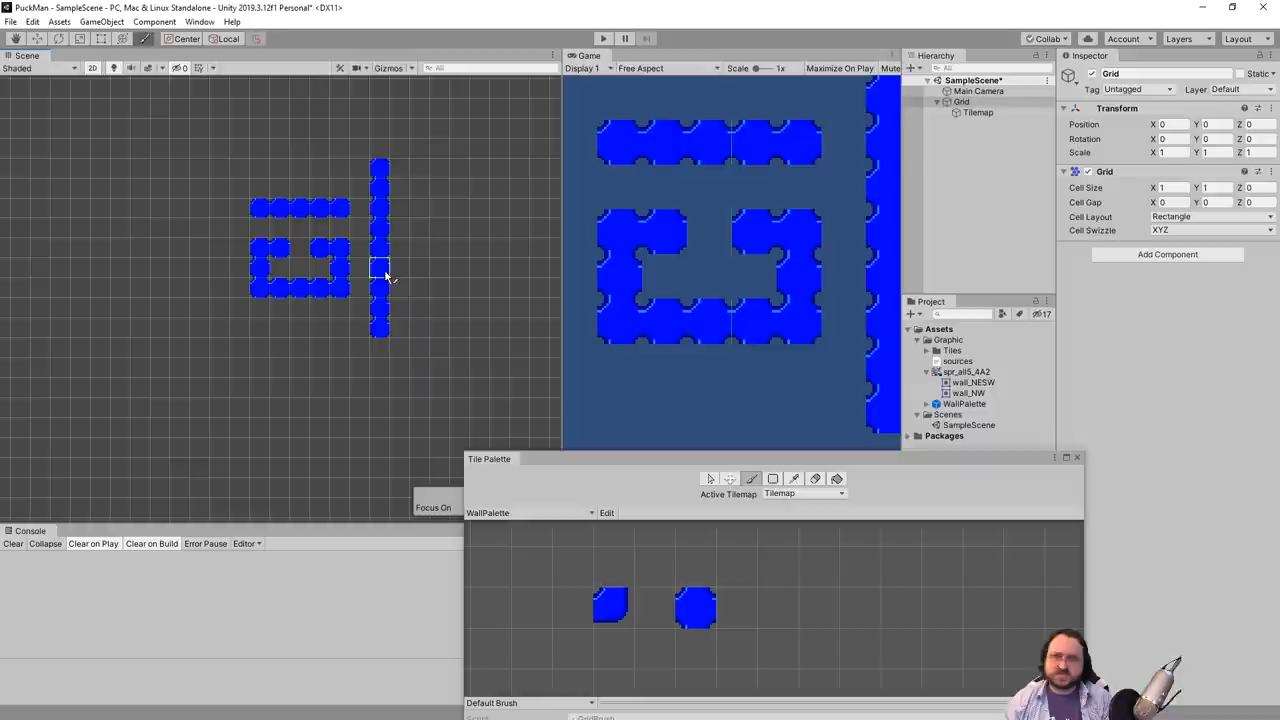 PuckMan - SampleScene - PC, Mac & Linux Standalone - Unity 2019.3.12f1 Personal* <DX11>
File Edit Assets GameObject Component Window Help
Center Local Collab Account Layers Layout
Scene
Shaded 2D 0 Gizmos All
Game
Display 1 Free Aspect Scale 1x Maximize On Play Mute
Hierarchy
All
SampleScene*
Main Camera
Grid
Tilemap
Inspector
Grid Static
Tag Untagged Layer Default
Transform
Position X 0 Y 0 Z 0
Rotation X 0 Y 0 Z 0
Scale X 1 Y 1 Z 1
Grid
Cell Size X 1 Y 1 Z 0
Cell Gap X 0 Y 0 Z 0
Cell Layout Rectangle
Cell Swizzle XYZ
Add Component
Project
17
Assets
Graphic
Tiles
sources
spr_all5_4A2
wall_NESW
wall_NW
WallPalette
Scenes
SampleScene
Packages
Focus On
Console
Clear Collapse Clear on Play Clear on Build Error Pause Editor
Tile Palette
Active Tilemap Tilemap
WallPalette Edit
Default Brush
Script GridBrush